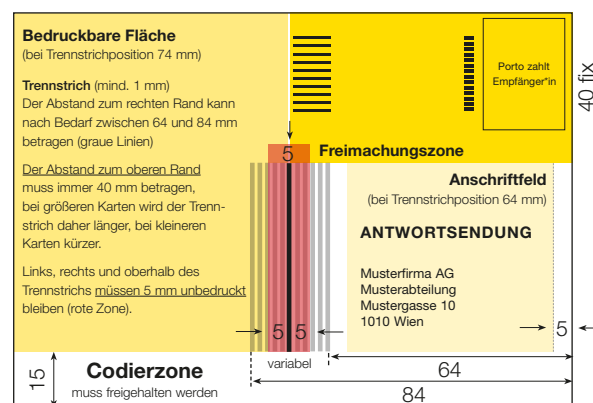 Bedruckbare Fläche
(bei Trennstrichposition 74 mm)
Trennstrich (mind. 1 mm)
Der Abstand zum rechten Rand kann
nach Bedarf zwischen 64 und 84 mm
betragen (graue Linien)
Der Abstand zum oberen Rand
muss immer 40 mm betragen,
bei größeren Karten wird der Trenn-
strich daher länger, bei kleineren
Karten kürzer.
Links, rechts und oberhalb des
Trennstrichs müssen 5 mm unbedruckt
bleiben (rote Zone).
Porto zahlt
Empfänger*in
40 fix
5
Freimachungszone
Anschriftfeld
(bei Trennstrichposition 64 mm)
ANTWORTSENDUNG
Musterfirma AG
Musterabteilung
Mustergasse 10
1010 Wien
5 5
5
variabel
15
Codierzone
muss freigehalten werden
64
84